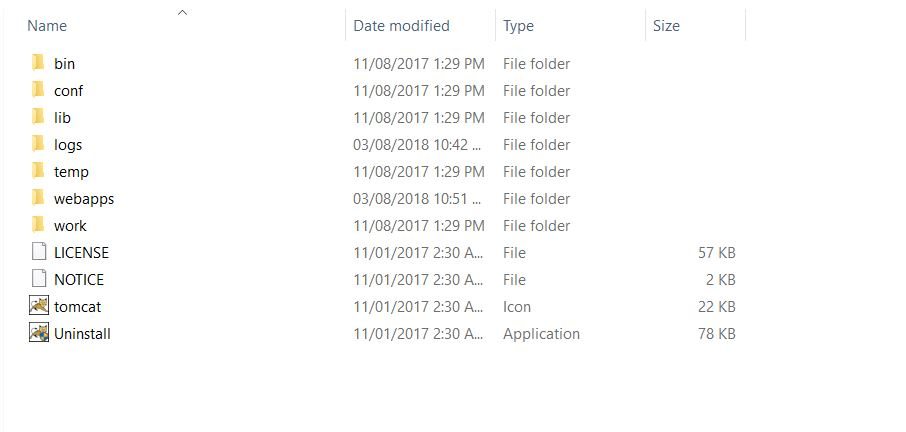 Name Date modified Type Size
bin 11/08/2017 1:29 PM File folder
conf 11/08/2017 1:29 PM File folder
lib 11/08/2017 1:29 PM File folder
logs 03/08/2018 10:42 ... File folder
temp 11/08/2017 1:29 PM File folder
webapps 03/08/2018 10:51 ... File folder
work 11/08/2017 1:29 PM File folder
LICENSE 11/01/2017 2:30 A... File 57 KB
NOTICE 11/01/2017 2:30 A... File 2 KB
tomcat 11/01/2017 2:30 A... Icon 22 KB
Uninstall 11/01/2017 2:30 A... Application 78 KB